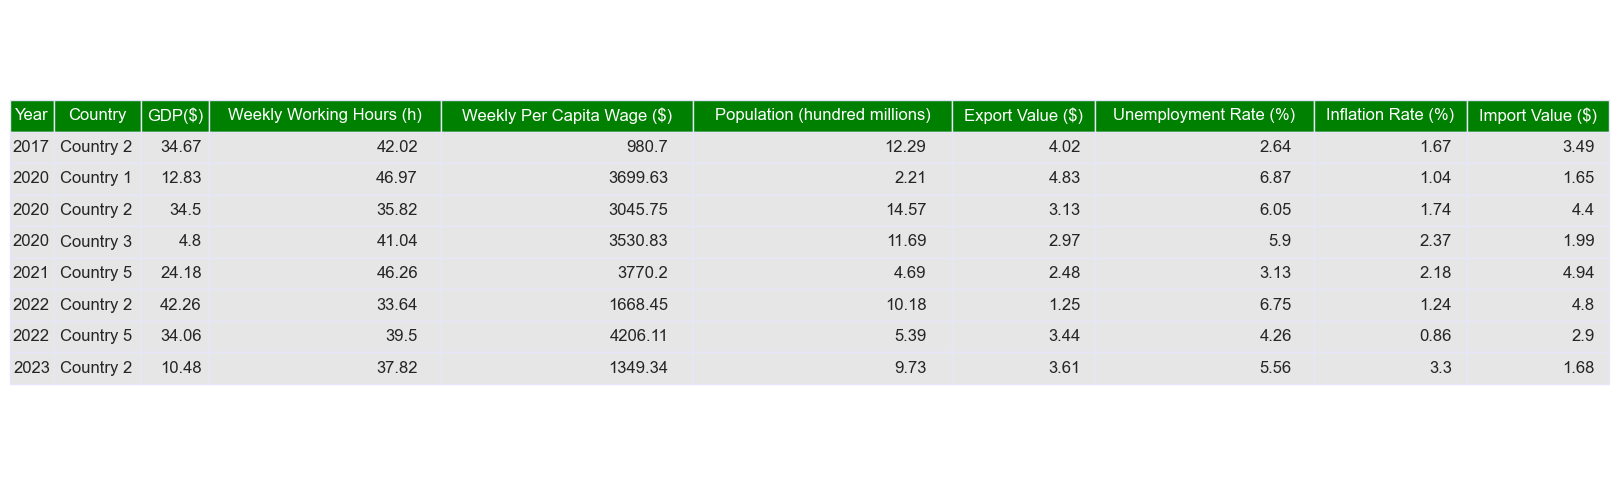 Year Country GDP($) Weekly Working Hours (h) Weekly Per Capita Wage ($) Population (hundred millions) Export Value ($) Unemployment Rate (%) Inflation Rate (%) Import Value ($)
2017 Country 2 34.67 42.02 980.7 12.29 4.02 2.64 1.67 3.49
2020 Country 1 12.83 46.97 3699.63 2.21 4.83 6.87 1.04 1.65
2020 Country 2 34.5 35.82 3045.75 14.57 3.13 6.05 1.74 4.4
2020 Country 3 4.8 41.04 3530.83 11.69 2.97 5.9 2.37 1.99
2021 Country 5 24.18 46.26 3770.2 4.69 2.48 3.13 2.18 4.94
2022 Country 2 42.26 33.64 1668.45 10.18 1.25 6.75 1.24 4.8
2022 Country 5 34.06 39.5 4206.11 5.39 3.44 4.26 0.86 2.9
2023 Country 2 10.48 37.82 1349.34 9.73 3.61 5.56 3.3 1.68